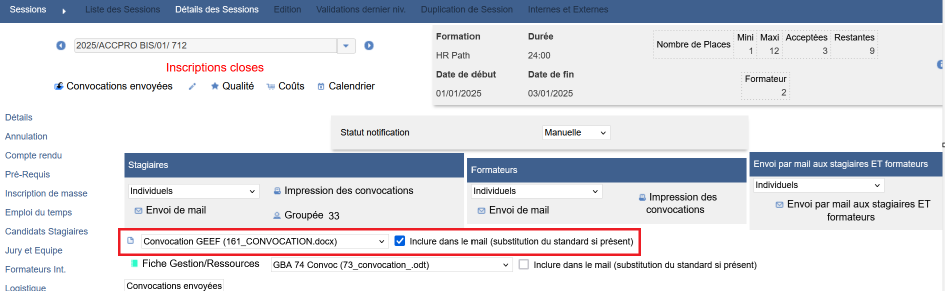 Sessions Liste des Sessions Détails des Sessions Edition Validations dernier niv. Duplication de Session Internes et Externes
2025/ACCPRO BIS/01/ 712
Inscriptions closes
Convocations envoyées Qualité Coûts Calendrier
Formation Durée
HR Path 24:00
Date de début Date de fin
01/01/2025 03/01/2025
Nombre de Places Mini Maxi Acceptées Restantes
1 12 3 9
Formateur
2
Détails
Annulation
Compte rendu
Pré-Requis
Inscription de masse
Emploi du temps
Candidats Stagiaires
Jury et Equipe
Formateurs Int.
Logistique
Statut notification Manuelle
Stagiaires
Individuels Impression des convocations
Envoi de mail Groupée 33
Formateurs
Individuels Impression des
convocations
Envoi de mail
Envoi par mail aux stagiaires ET formateurs
Individuels
Envoi par mail aux stagiaires ET
formateurs
Convocation GEEF (161_CONVOCATION.docx) Inclure dans le mail (substitution du standard si présent)
Fiche Gestion/Ressources GBA 74 Convoc (73_convocation_.odt) Inclure dans le mail (substitution du standard si présent)
Convocations envoyées